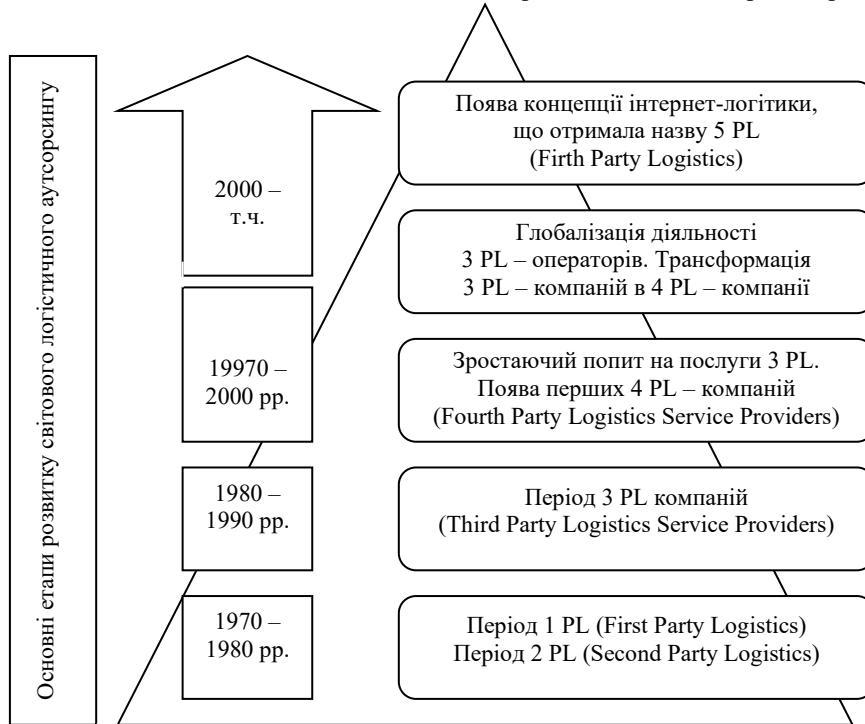 Основні етапи розвитку світового логістичного аутсорсингу
2000 –
т.ч.
19970 –
2000 рр.
1980 –
1990 рр.
1970 –
1980 рр.
Поява концепції інтернет-логітики,
що отримала назву 5 PL
(Firth Party Logistics)
Глобалізація діяльності
3 PL – операторів. Трансформація
3 PL – компаній в 4 PL – компанії
Зростаючий попит на послуги 3 PL.
Поява перших 4 PL – компаній
(Fourth Party Logistics Service Providers)
Період 3 PL компаній
(Third Party Logistics Service Providers)
Період 1 PL (First Party Logistics)
Період 2 PL (Second Party Logistics)